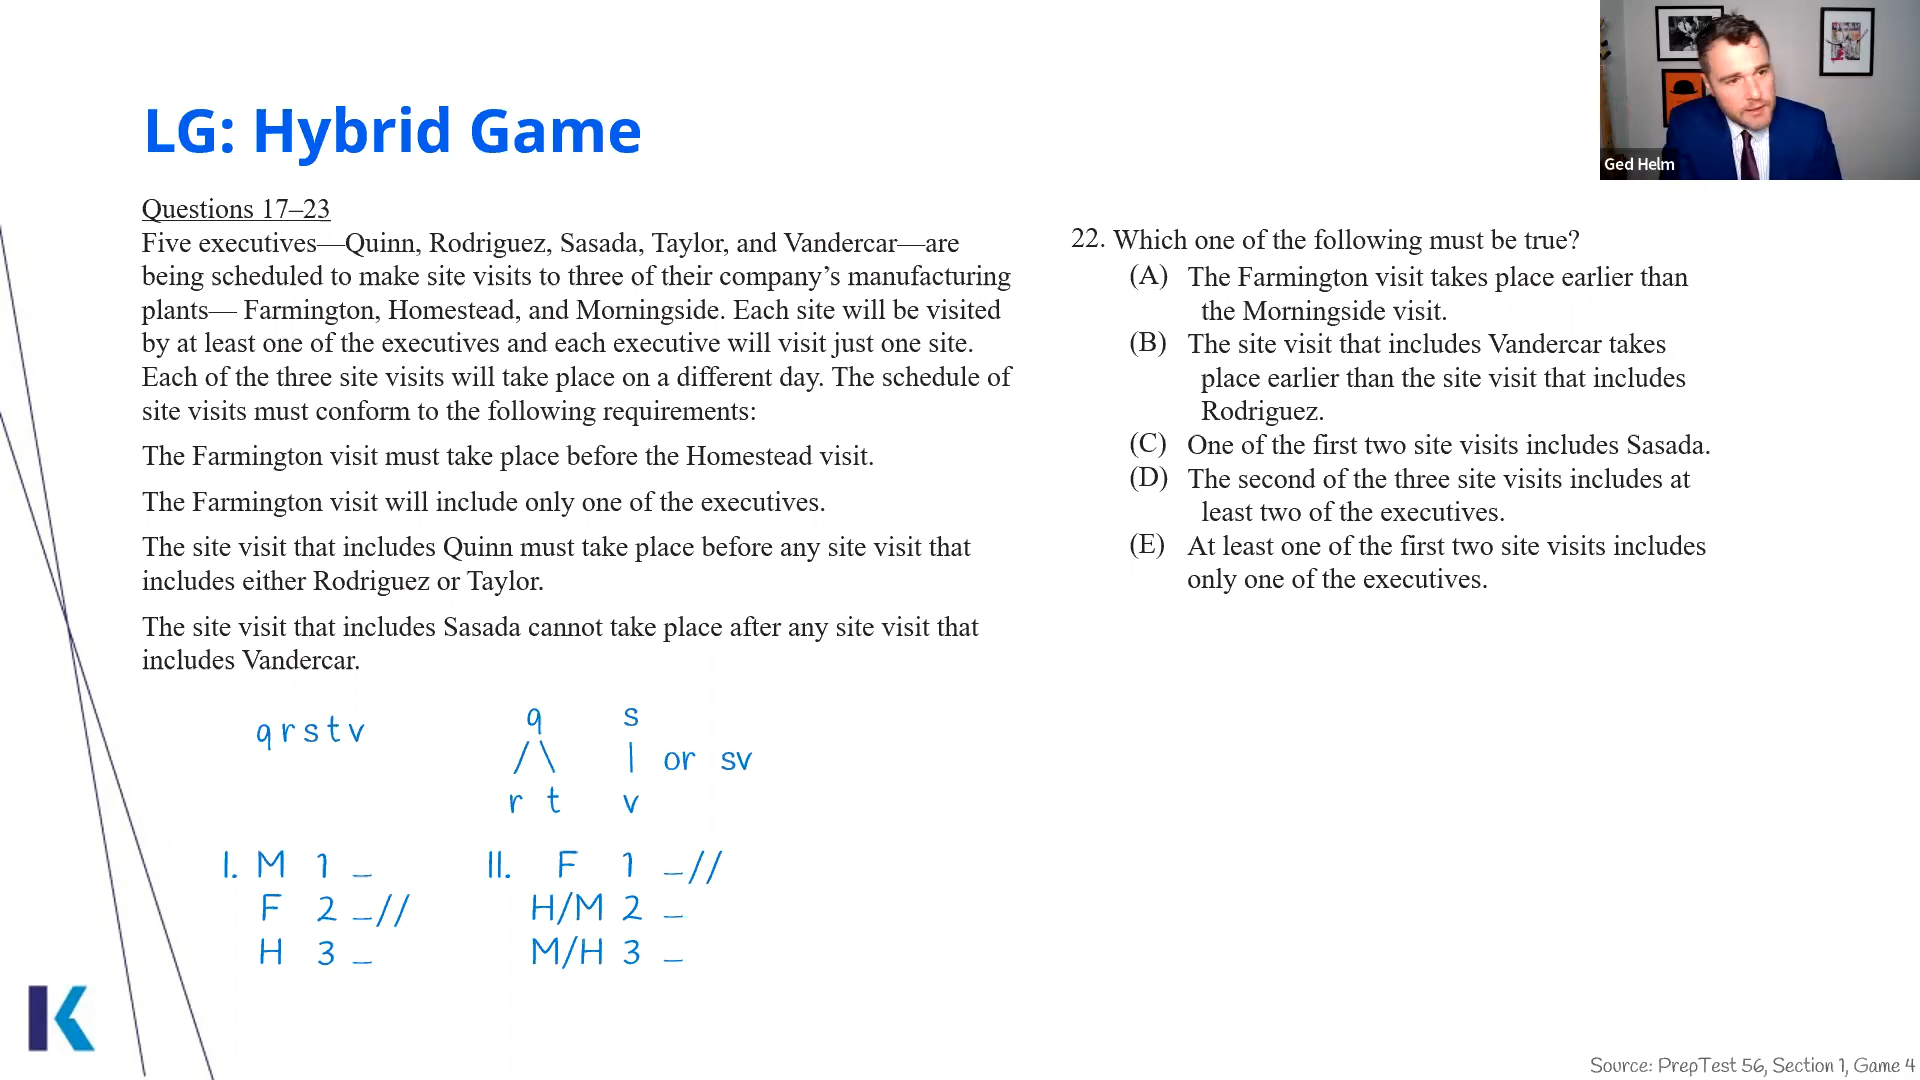 LG: Hybrid Game
Ged Helm
Questions 17–23
Five executives—Quinn, Rodriguez, Sasada, Taylor, and Vandercar—are
being scheduled to make site visits to three of their company’s manufacturing
plants— Farmington, Homestead, and Morningside. Each site will be visited
by at least one of the executives and each executive will visit just one site.
Each of the three site visits will take place on a different day. The schedule of
site visits must conform to the following requirements:
The Farmington visit must take place before the Homestead visit.
The Farmington visit will include only one of the executives.
The site visit that includes Quinn must take place before any site visit that
includes either Rodriguez or Taylor.
The site visit that includes Sasada cannot take place after any site visit that
includes Vandercar.
22. Which one of the following must be true?
(A) The Farmington visit takes place earlier than
the Morningside visit.
(B) The site visit that includes Vandercar takes
place earlier than the site visit that includes
Rodriguez.
(C) One of the first two site visits includes Sasada.
(D) The second of the three site visits includes at
least two of the executives.
(E) At least one of the first two site visits includes
only one of the executives.
q r s t v
q s
/ \ | or sv
r t v
I. M 1 _
F 2 _//
H 3 _
II. F 1 _//
H/M 2 _
M/H 3 _
K
Source: PrepTest 56, Section 1, Game 4